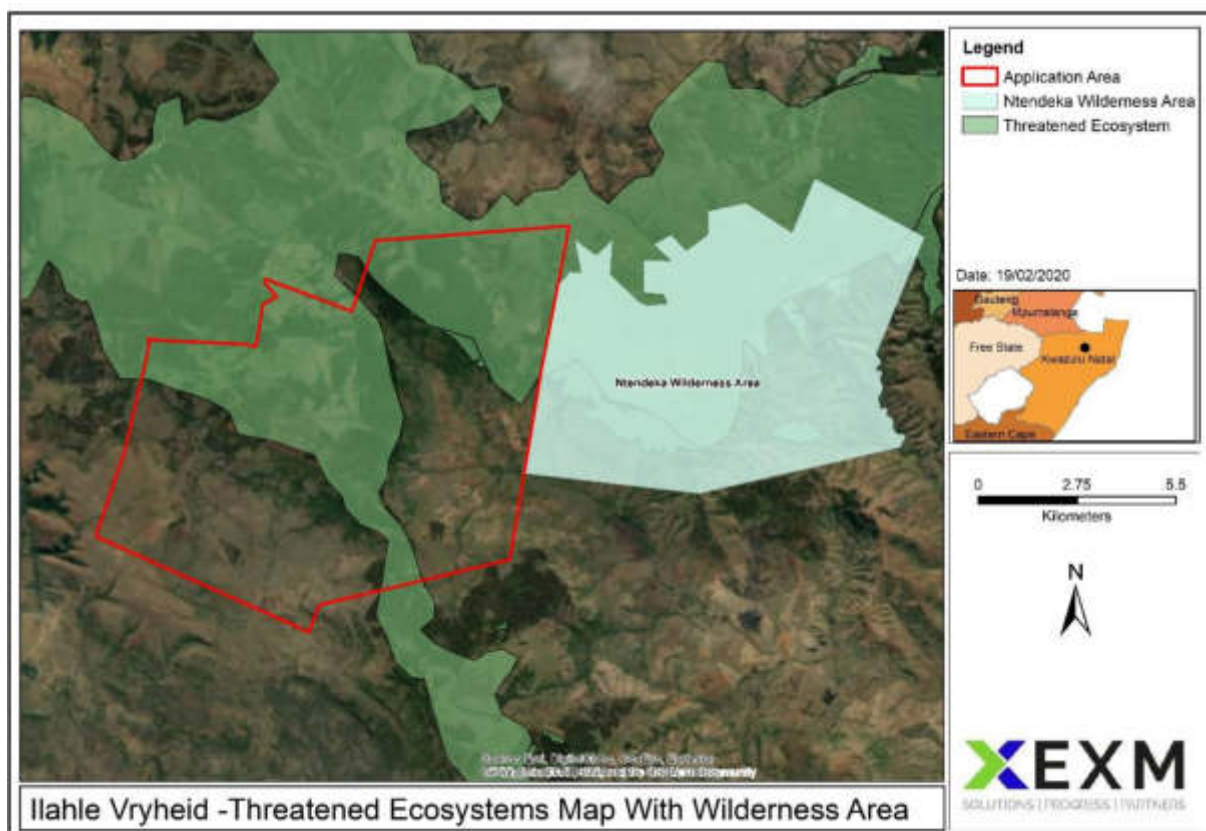 Legend
Application Area
Ntendeka Wilderness Area
Threatened Ecosystem
Date: 19/02/2020
Gauteng
Mpumalanga
Free State
Kwazulu Natal
Eastern Cape
Ntendeka Wilderness Area
0 2.75 5.5
Kilometers
N
EXM
SOLUTIONS | PROGRESS | PARTNERS
Ilahle Vryheid -Threatened Ecosystems Map With Wilderness Area